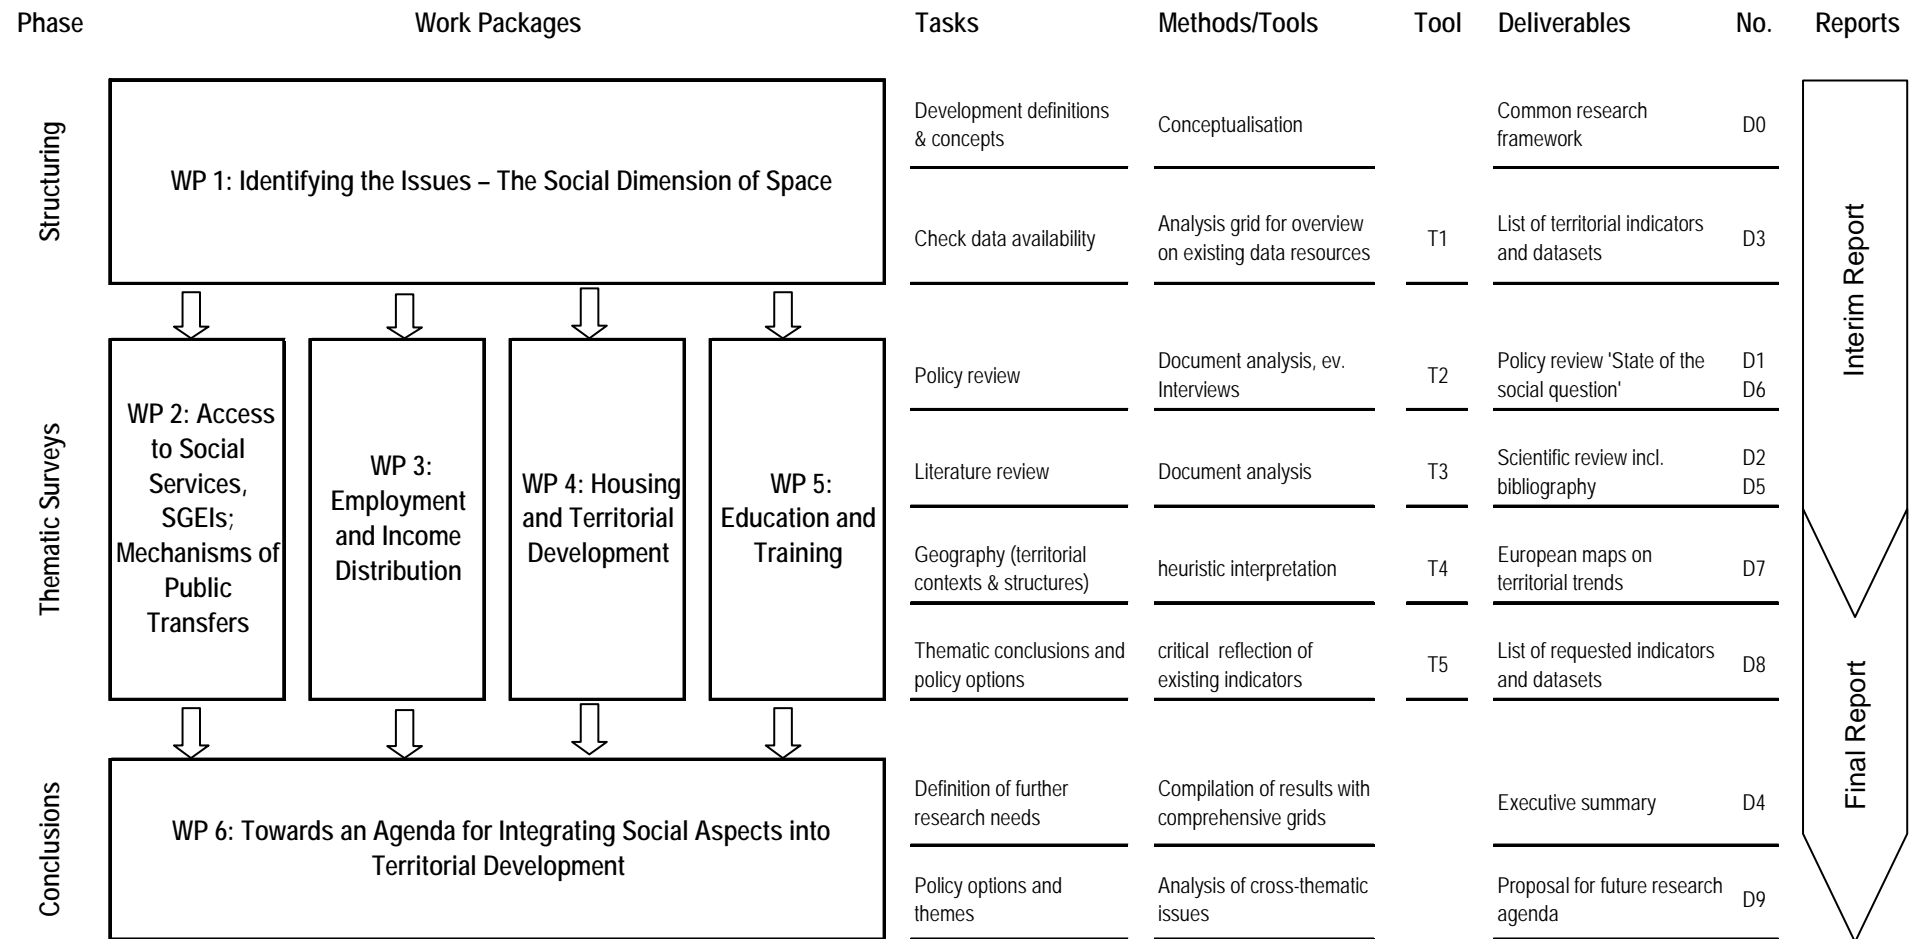 Phase
Work Packages
Tasks
Methods/Tools
Tool
Deliverables
No.
Reports
Structuring
WP 1: Identifying the Issues – The Social Dimension of Space
Development definitions
& concepts
Conceptualisation
Common research
framework
D0
Check data availability
Analysis grid for overview
on existing data resources
T1
List of territorial indicators
and datasets
D3
Interim Report
Thematic Surveys
WP 2: Access
to Social
Services,
SGEIs;
Mechanisms of
Public
Transfers
WP 3:
Employment
and Income
Distribution
WP 4: Housing
and Territorial
Development
WP 5:
Education and
Training
Policy review
Document analysis, ev.
Interviews
T2
Policy review 'State of the
social question'
D1
D6
Literature review
Document analysis
T3
Scientific review incl.
bibliography
D2
D5
Geography (territorial
contexts & structures)
heuristic interpretation
T4
European maps on
territorial trends
D7
Thematic conclusions and
policy options
critical  reflection of
existing indicators
T5
List of requested indicators
and datasets
D8
Final Report
Conclusions
WP 6: Towards an Agenda for Integrating Social Aspects into
Territorial Development
Definition of further
research needs
Compilation of results with
comprehensive grids
Executive summary
D4
Policy options and
themes
Analysis of cross-thematic
issues
Proposal for future research
agenda
D9